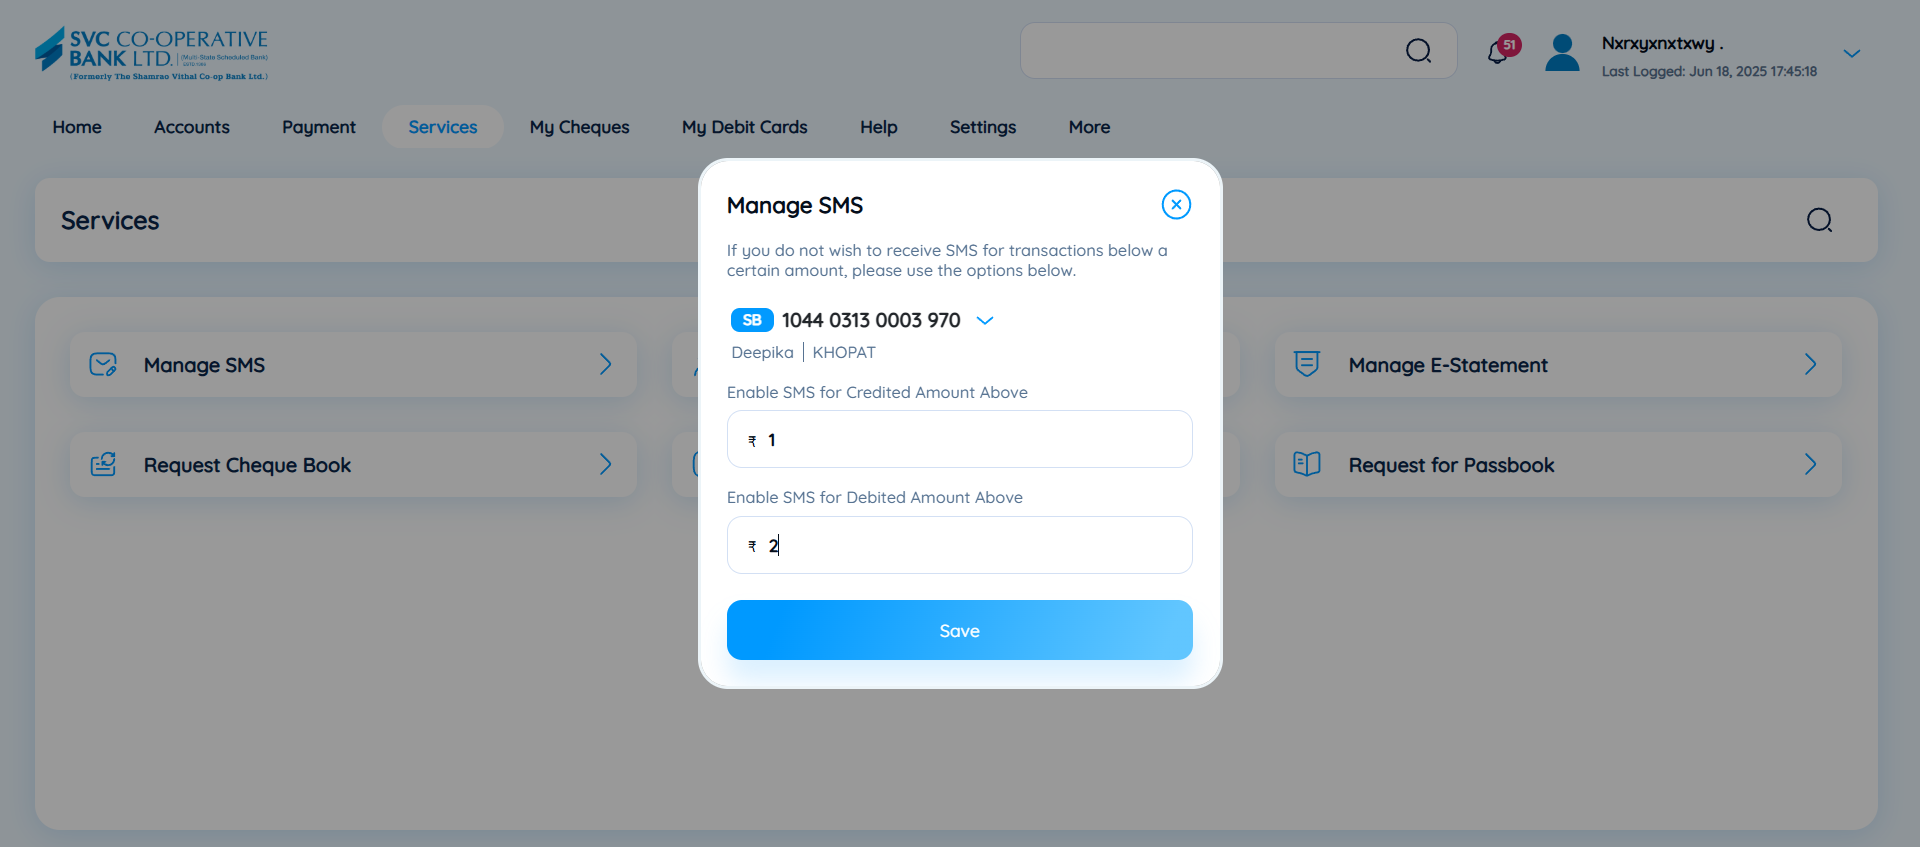 SVC CO-OPERATIVE
BANK LTD. (Multi-State Scheduled Bank)
ESTD 1906
(Formerly The Shamrao Vithal Co-op Bank Ltd.)
51
Nxrxyxnxtxwy .
Last Logged: Jun 18, 2025 17:45:18
Home Accounts Payment Services My Cheques My Debit Cards Help Settings More
Services
Manage SMS
Manage E-Statement
Request Cheque Book
Request for Passbook
Manage SMS
If you do not wish to receive SMS for transactions below a
certain amount, please use the options below.
SB 1044 0313 0003 970
Deepika | KHOPAT
Enable SMS for Credited Amount Above
₹ 1
Enable SMS for Debited Amount Above
₹ 2
Save